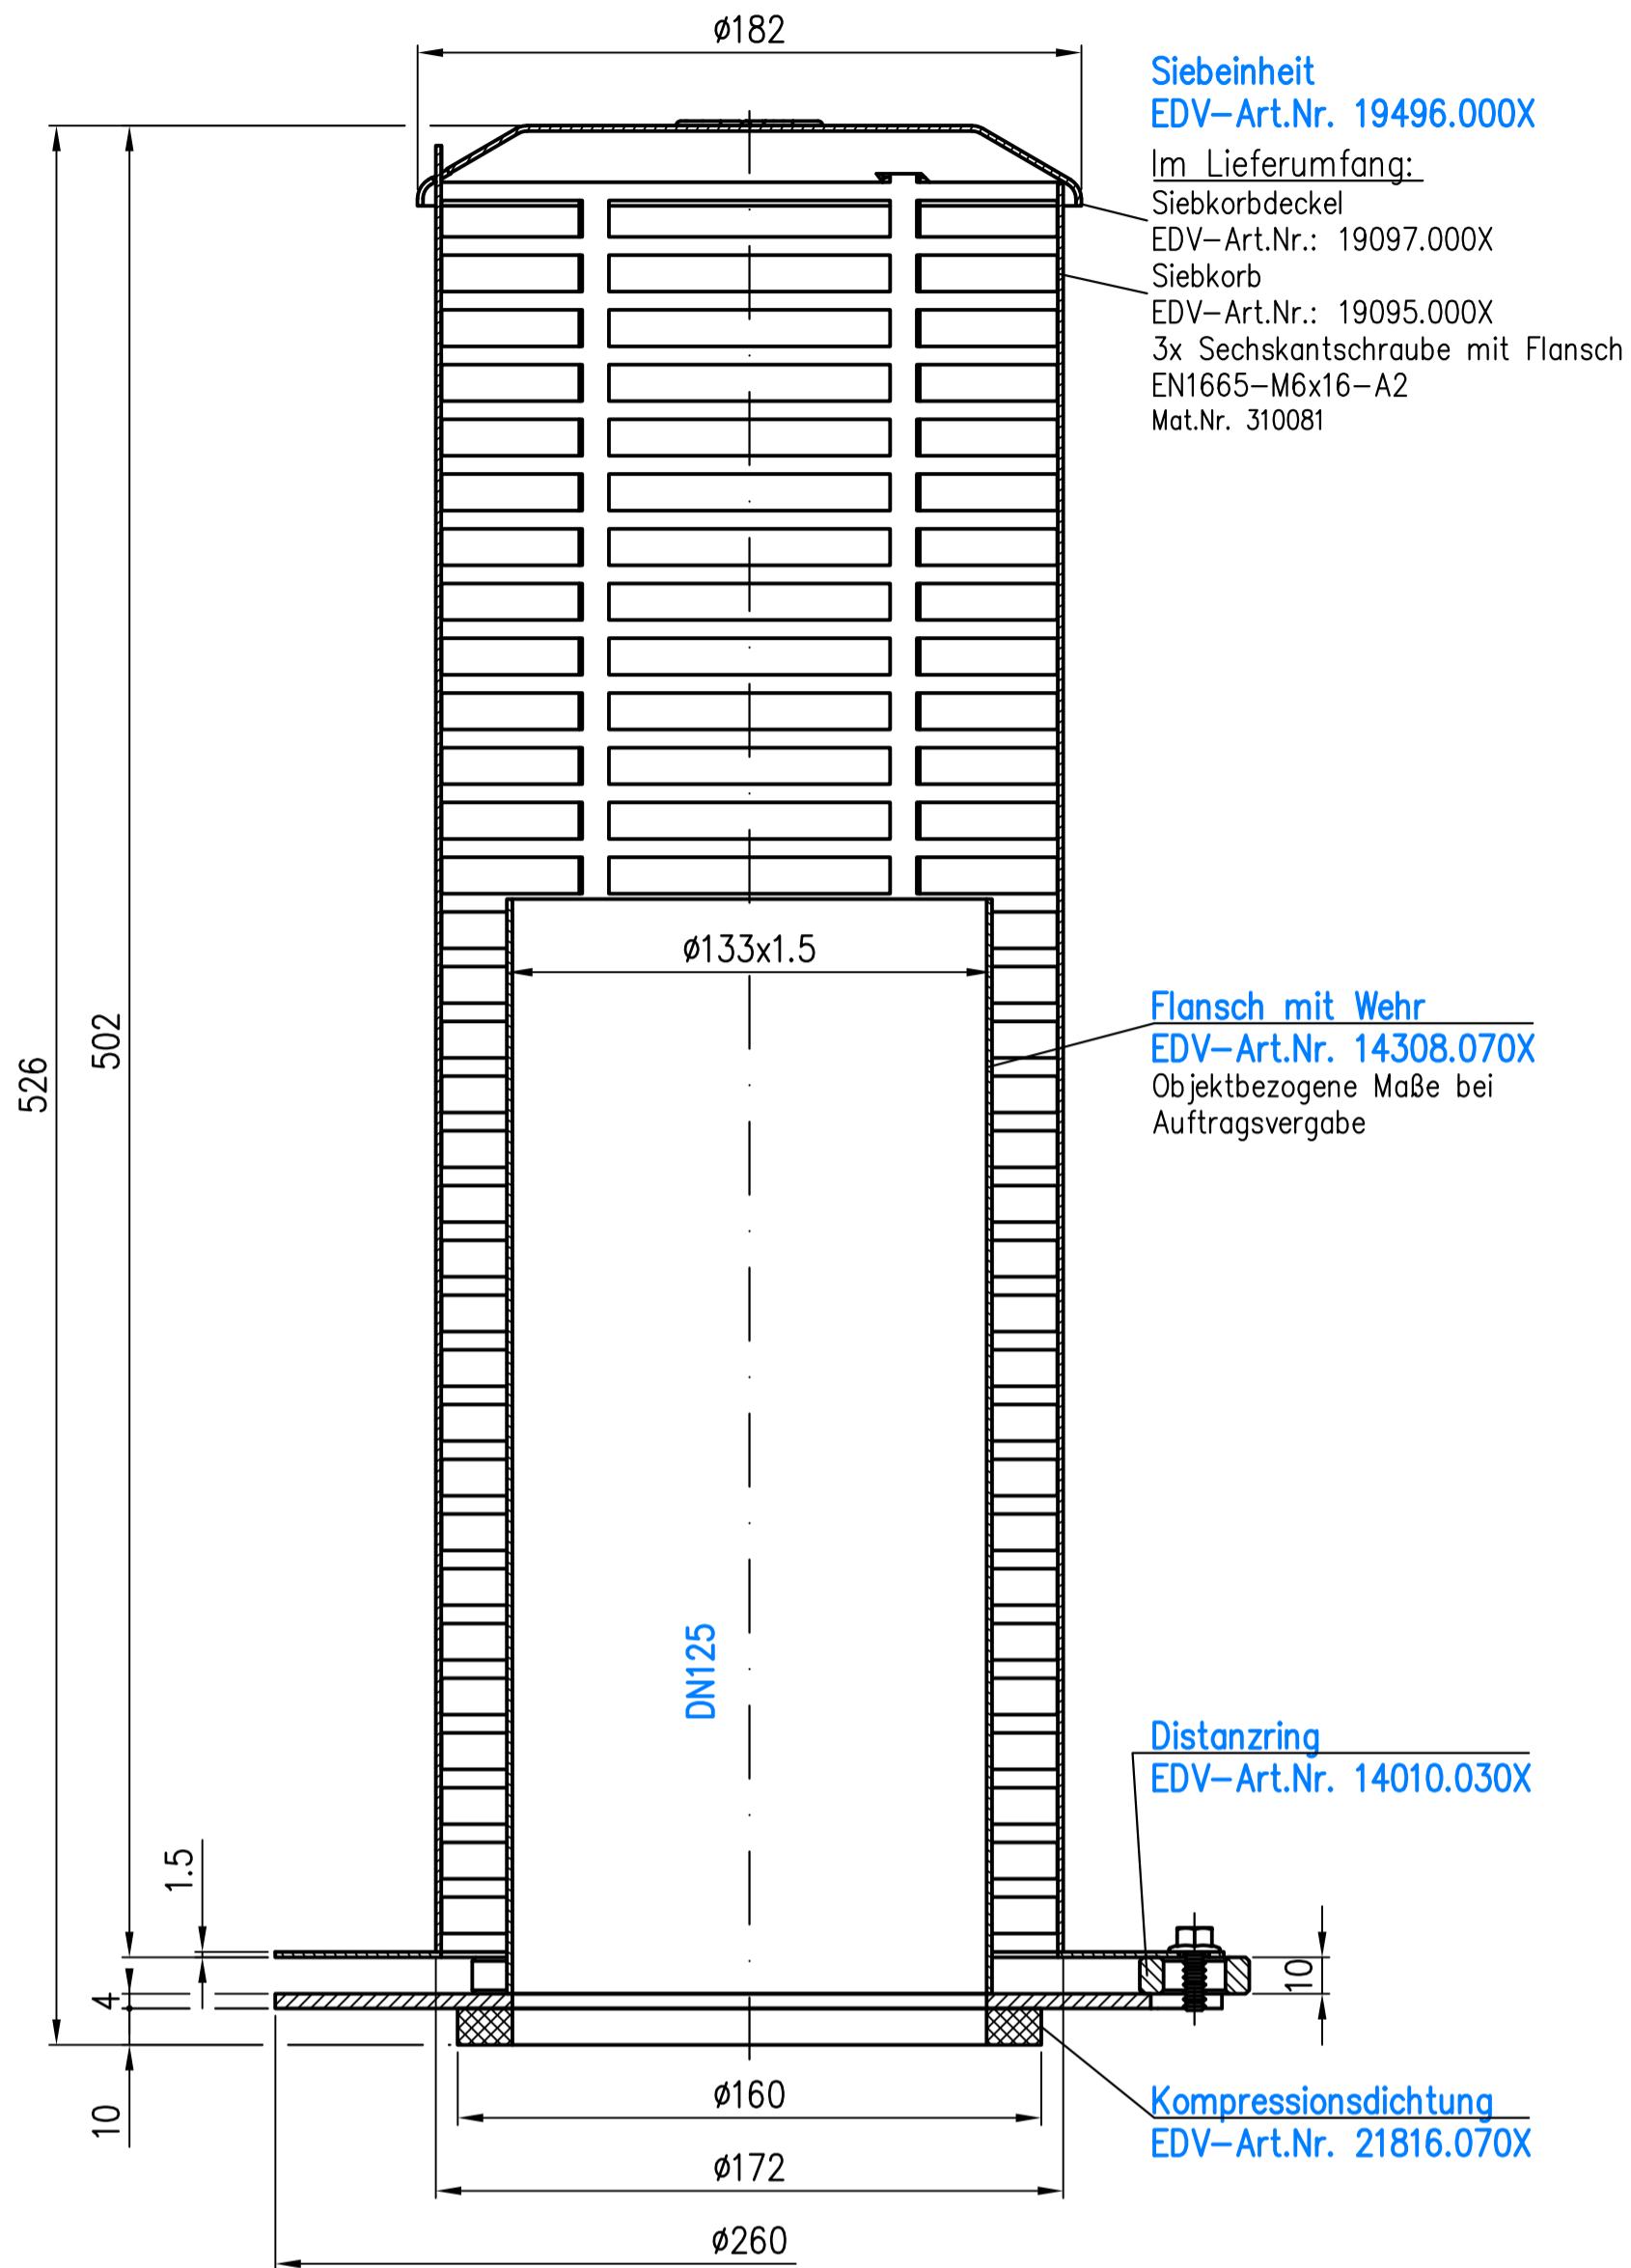 ø182
Siebeinheit
EDV-Art.Nr. 19496.000X
Im Lieferumfang:
Siebkorbdeckel
EDV-Art.Nr.: 19097.000X
Siebkorb
EDV-Art.Nr.: 19095.000X
3x Sechskantschraube mit Flansch
EN1665-M6x16-A2
Mat.Nr. 310081
ø133x1.5
526
502
Flansch mit Wehr
EDV-Art.Nr. 14308.070X
Objektbezogene Maße bei
Auftragsvergabe
DN125
Distanzring
EDV-Art.Nr. 14010.030X
1.5
4
10
10
ø160
Kompressionsdichtung
EDV-Art.Nr. 21816.070X
ø172
ø260